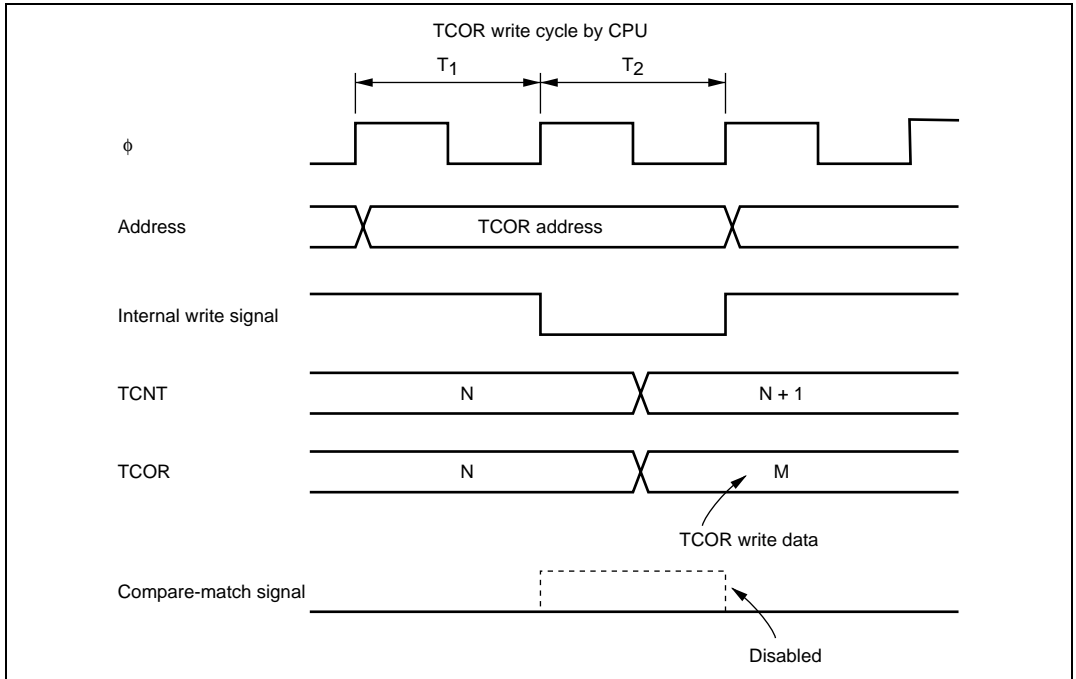 TCOR write cycle by CPU
T1 T2
φ
Address
TCOR address
Internal write signal
TCNT
N
N + 1
TCOR
N
M
TCOR write data
Compare-match signal
Disabled